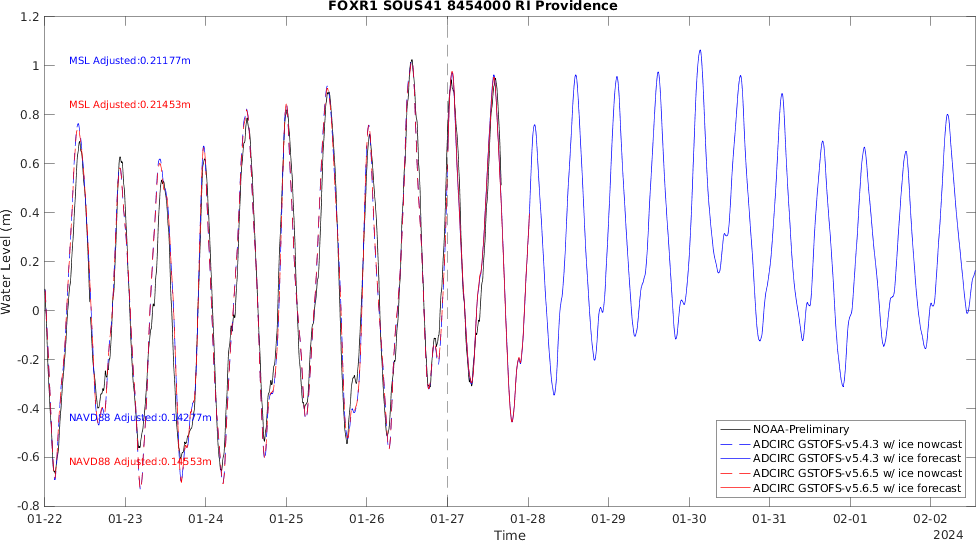 FOXR1 SOUS41 8454000 RI Providence
1.2
1
0.8
0.6
0.4
0.2
0
-0.2
-0.4
-0.6
-0.8
Water Level (m)
MSL Adjusted:0.21177m
MSL Adjusted:0.21453m
NAVD88 Adjusted:0.14277m
NAVD88 Adjusted:0.14553m
NOAA-Preliminary
ADCIRC GSTOFS-v5.4.3 w/ ice nowcast
ADCIRC GSTOFS-v5.4.3 w/ ice forecast
ADCIRC GSTOFS-v5.6.5 w/ ice nowcast
ADCIRC GSTOFS-v5.6.5 w/ ice forecast
01-22 01-23 01-24 01-25 01-26 01-27 01-28 01-29 01-30 01-31 02-01 02-02
Time
2024